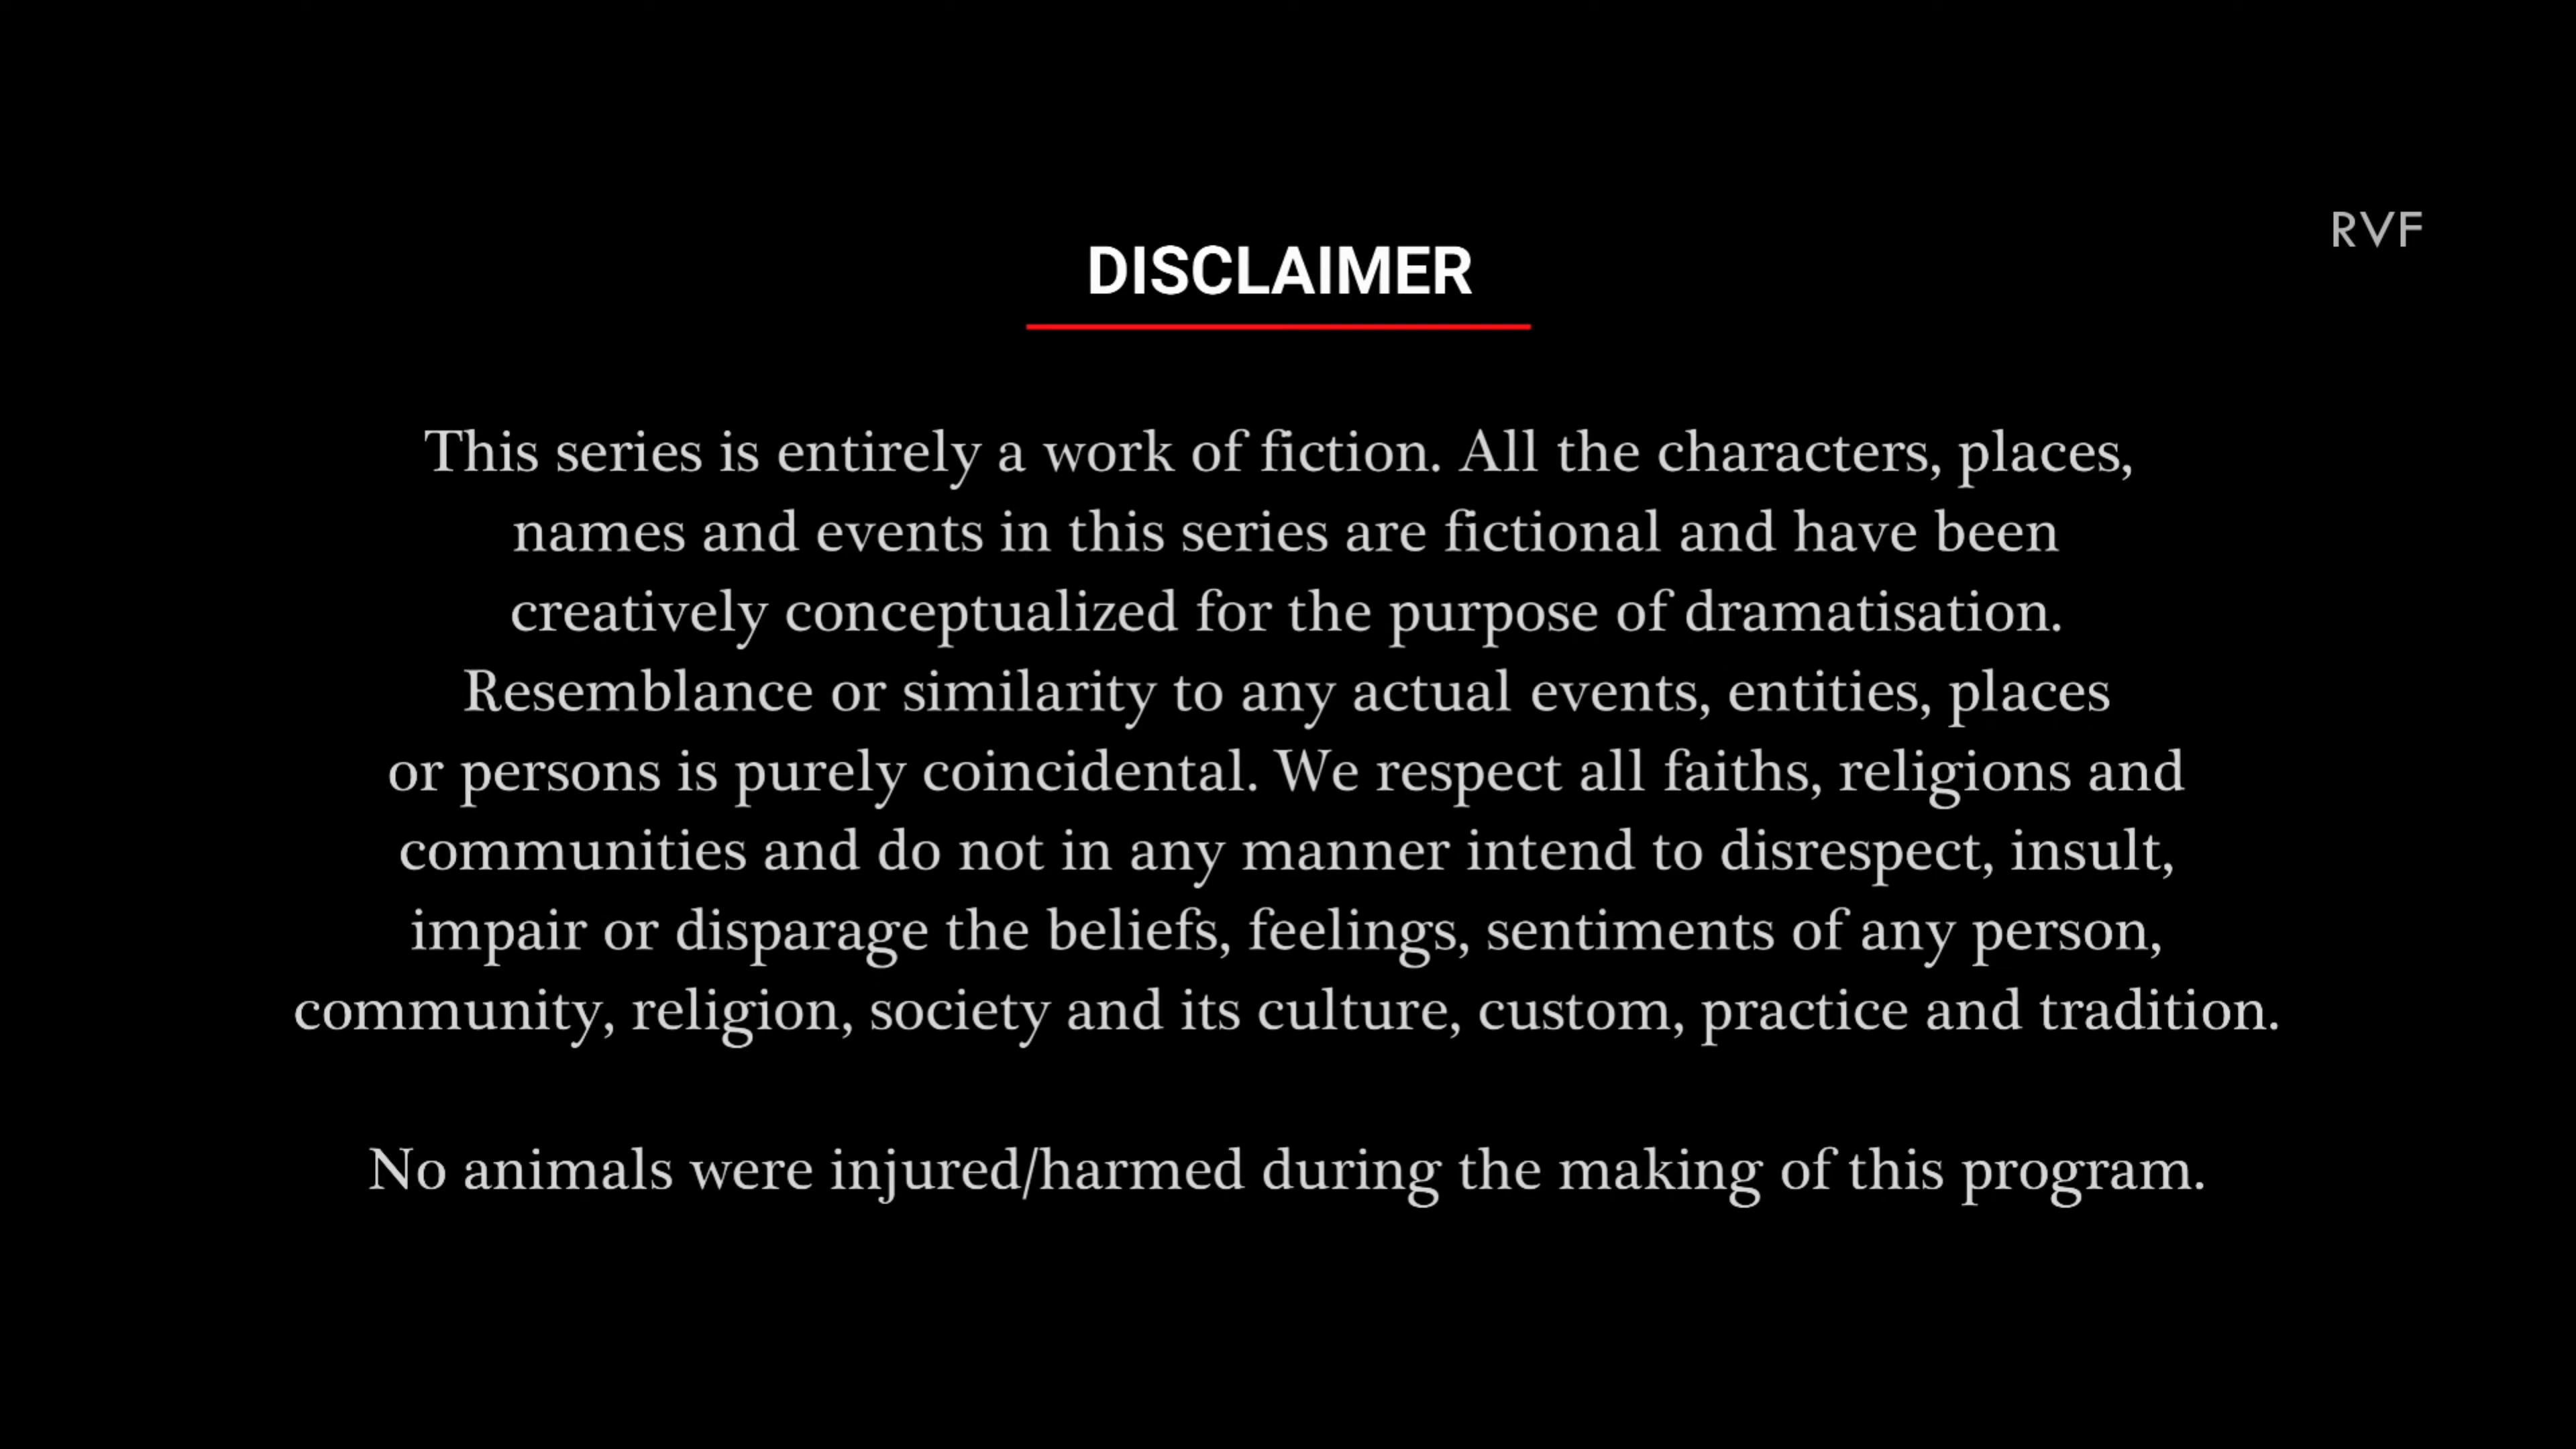 RVF
DISCLAIMER
This series is entirely a work of fiction. All the characters, places,
names and events in this series are fictional and have been
creatively conceptualized for the purpose of dramatisation.
Resemblance or similarity to any actual events, entities, places
or persons is purely coincidental. We respect all faiths, religions and
communities and do not in any manner intend to disrespect, insult,
impair or disparage the beliefs, feelings, sentiments of any person,
community, religion, society and its culture, custom, practice and tradition.
No animals were injured/harmed during the making of this program.